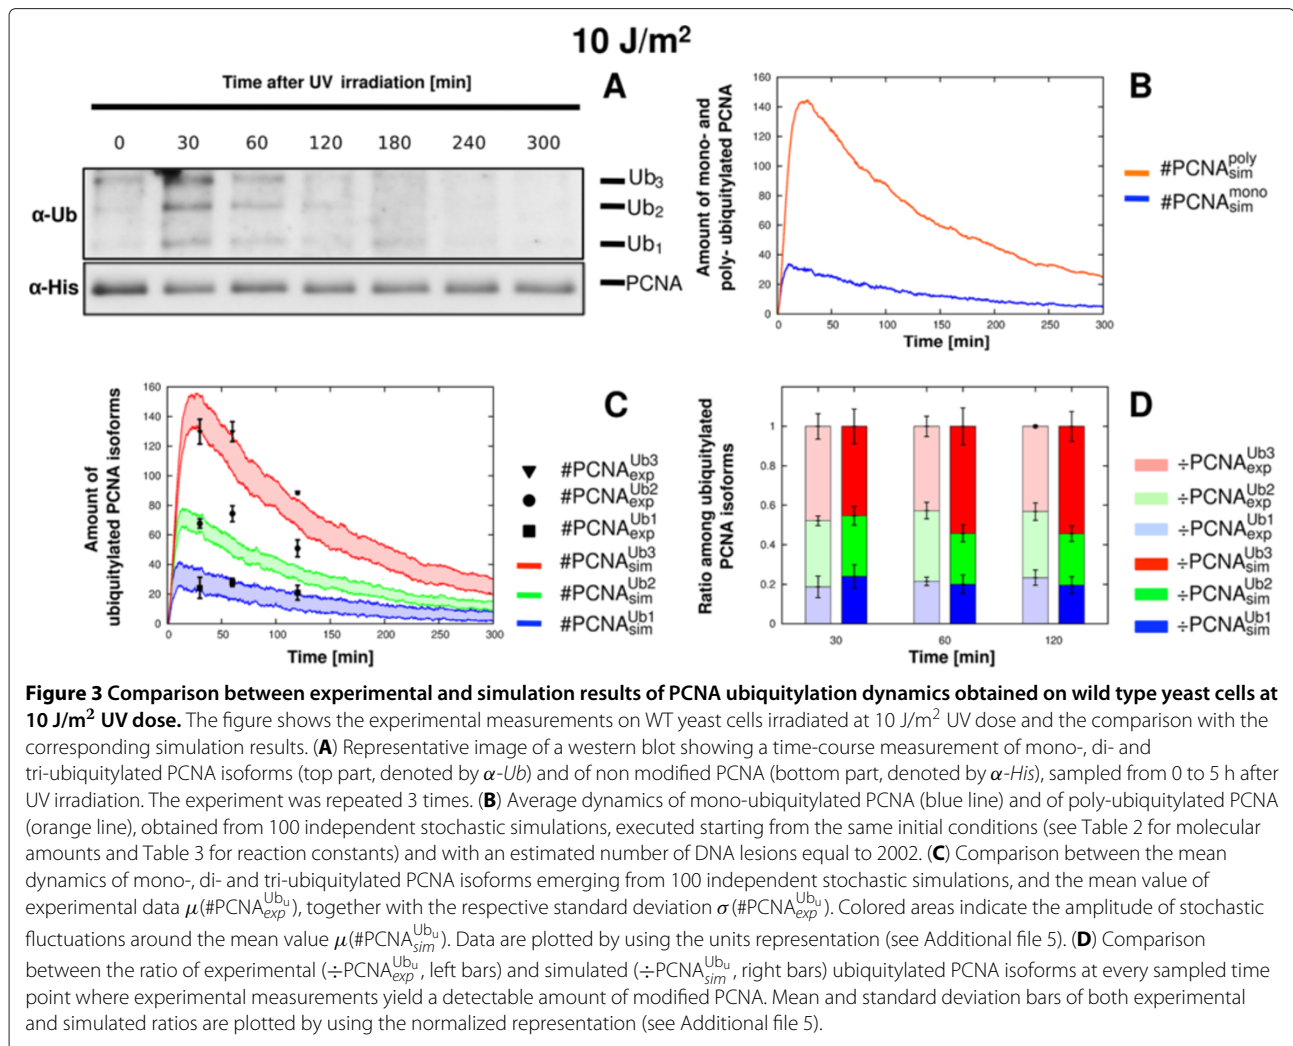 10 J/m²
Time after UV irradiation [min]
A
0 30 60 120 180 240 300
α-Ub
Ub₃
Ub₂
Ub₁
α-His
PCNA
B
Amount of mono- and
poly- ubiquitylated PCNA
160
140
120
100
80
60
40
20
0
0 50 100 150 200 250 300
Time [min]
#PCNA^poly_sim
#PCNA^mono_sim
C
Amount of
ubiquitylated PCNA isoforms
160
140
120
100
80
60
40
20
0
0 50 100 150 200 250 300
Time [min]
#PCNA^Ub3_exp
#PCNA^Ub2_exp
#PCNA^Ub1_exp
#PCNA^Ub3_sim
#PCNA^Ub2_sim
#PCNA^Ub1_sim
D
Ratio among ubiquitylated
PCNA isoforms
1
0.8
0.6
0.4
0.2
0
30 60 120
Time [min]
÷PCNA^Ub3_exp
÷PCNA^Ub2_exp
÷PCNA^Ub1_exp
÷PCNA^Ub3_sim
÷PCNA^Ub2_sim
÷PCNA^Ub1_sim
Figure 3 Comparison between experimental and simulation results of PCNA ubiquitylation dynamics obtained on wild type yeast cells at
10 J/m² UV dose. The figure shows the experimental measurements on WT yeast cells irradiated at 10 J/m² UV dose and the comparison with the
corresponding simulation results. (A) Representative image of a western blot showing a time-course measurement of mono-, di- and
tri-ubiquitylated PCNA isoforms (top part, denoted by α-Ub) and of non modified PCNA (bottom part, denoted by α-His), sampled from 0 to 5 h after
UV irradiation. The experiment was repeated 3 times. (B) Average dynamics of mono-ubiquitylated PCNA (blue line) and of poly-ubiquitylated PCNA
(orange line), obtained from 100 independent stochastic simulations, executed starting from the same initial conditions (see Table 2 for molecular
amounts and Table 3 for reaction constants) and with an estimated number of DNA lesions equal to 2002. (C) Comparison between the mean
dynamics of mono-, di- and tri-ubiquitylated PCNA isoforms emerging from 100 independent stochastic simulations, and the mean value of
experimental data μ(#PCNA^Ub_u_exp), together with the respective standard deviation σ(#PCNA^Ub_u_exp). Colored areas indicate the amplitude of stochastic
fluctuations around the mean value μ(#PCNA^Ub_u_sim). Data are plotted by using the units representation (see Additional file 5). (D) Comparison
between the ratio of experimental (÷PCNA^Ub_u_exp, left bars) and simulated (÷PCNA^Ub_u_sim, right bars) ubiquitylated PCNA isoforms at every sampled time
point where experimental measurements yield a detectable amount of modified PCNA. Mean and standard deviation bars of both experimental
and simulated ratios are plotted by using the normalized representation (see Additional file 5).